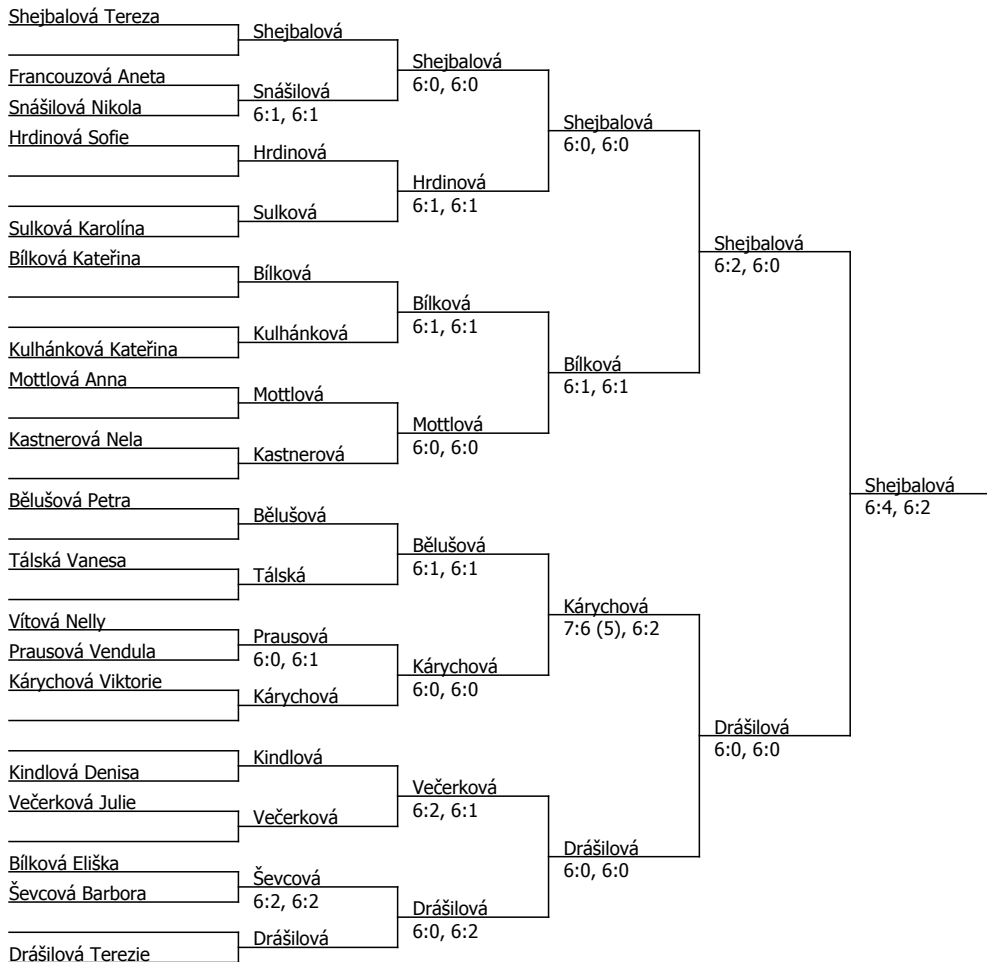 Shejbalová Tereza
Francouzová Aneta
Snášilová Nikola
Hrdinová Sofie
Sulková Karolína
Bílková Kateřina
Kulhánková Kateřina
Mottlová Anna
Kastnerová Nela
Bělušová Petra
Tálská Vanesa
Vítová Nelly
Prausová Vendula
Kárychová Viktorie
Kindlová Denisa
Večerková Julie
Bílková Eliška
Ševcová Barbora
Drášilová Terezie
Shejbalová
Snášilová
6:1, 6:1
Hrdinová
Sulková
Bílková
Kulhánková
Mottlová
Kastnerová
Bělušová
Tálská
Prausová
6:0, 6:1
Kárychová
Kindlová
Večerková
Ševcová
6:2, 6:2
Drášilová
Shejbalová
6:0, 6:0
Hrdinová
6:1, 6:1
Bílková
6:1, 6:1
Mottlová
6:0, 6:0
Bělušová
6:1, 6:1
Kárychová
6:0, 6:0
Večerková
6:2, 6:1
Drášilová
6:0, 6:2
Shejbalová
6:0, 6:0
Bílková
6:1, 6:1
Kárychová
7:6 (5), 6:2
Drášilová
6:0, 6:0
Shejbalová
6:2, 6:0
Drášilová
6:0, 6:0
Shejbalová
6:4, 6:2